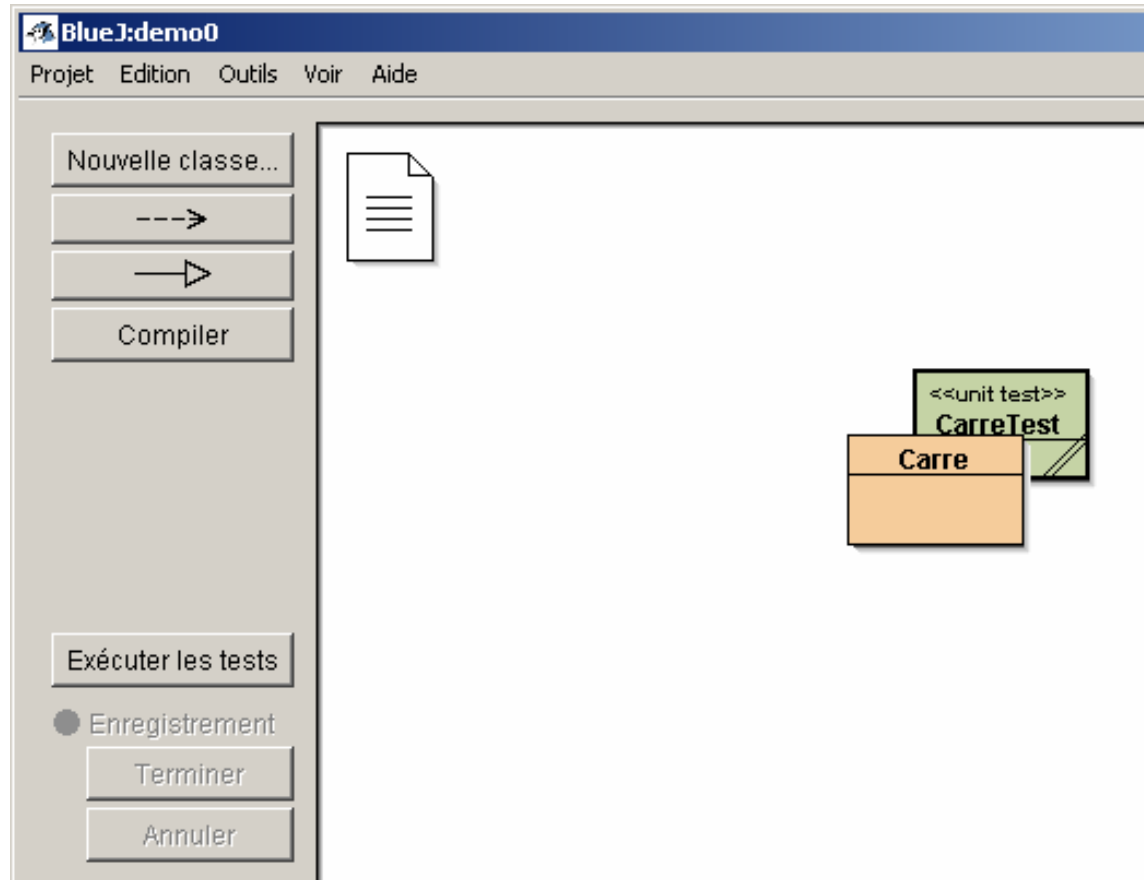 BlueJ:demo0
Projet Edition Outils Voir Aide
Nouvelle classe...
Compiler
<<unit test>>
CarreTest
Carre
Exécuter les tests
Enregistrement
Terminer
Annuler